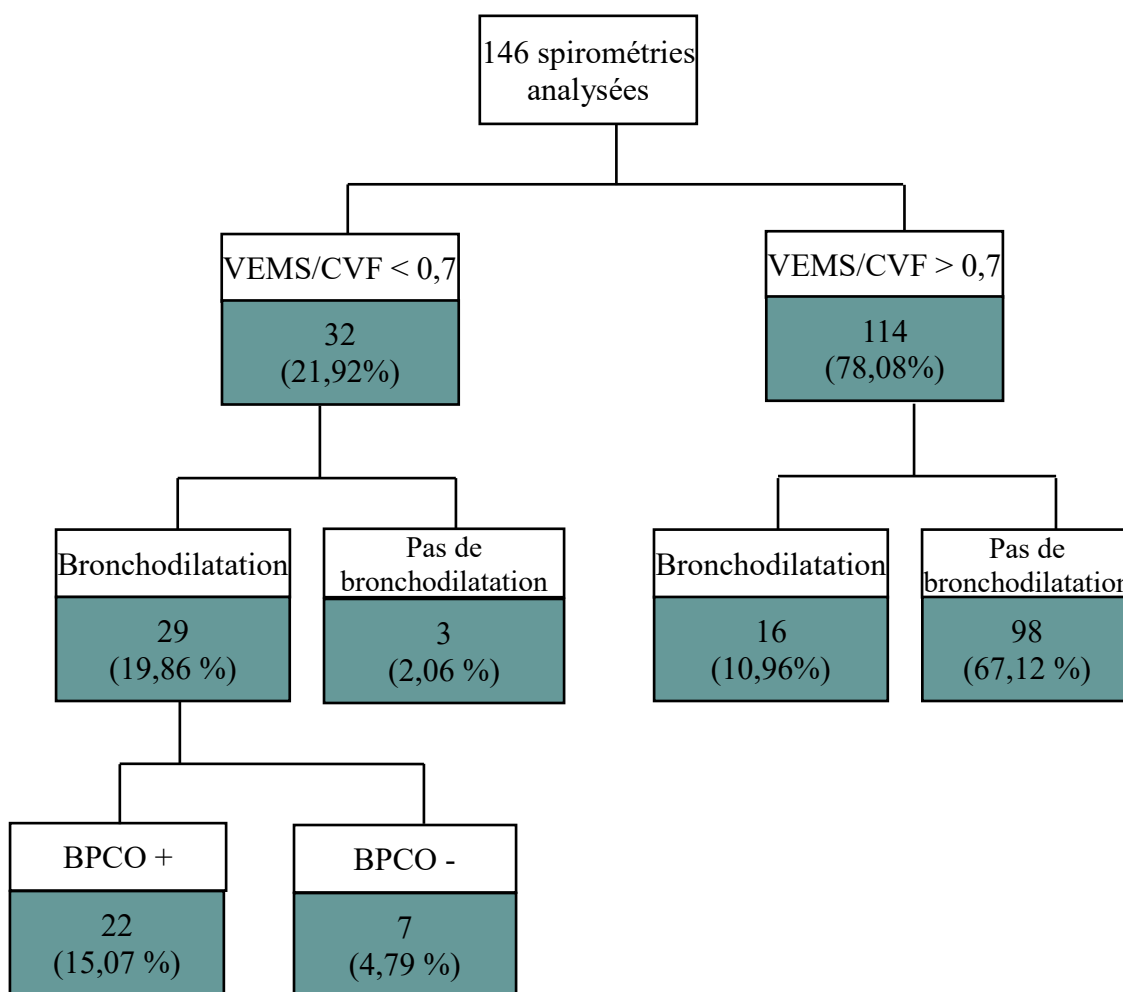 146 spirométries
analysées
VEMS/CVF < 0,7
32
(21,92%)
VEMS/CVF > 0,7
114
(78,08%)
Bronchodilatation
29
(19,86 %)
Pas de
bronchodilatation
3
(2,06 %)
Bronchodilatation
16
(10,96%)
Pas de
bronchodilatation
98
(67,12 %)
BPCO +
22
(15,07 %)
BPCO -
7
(4,79 %)